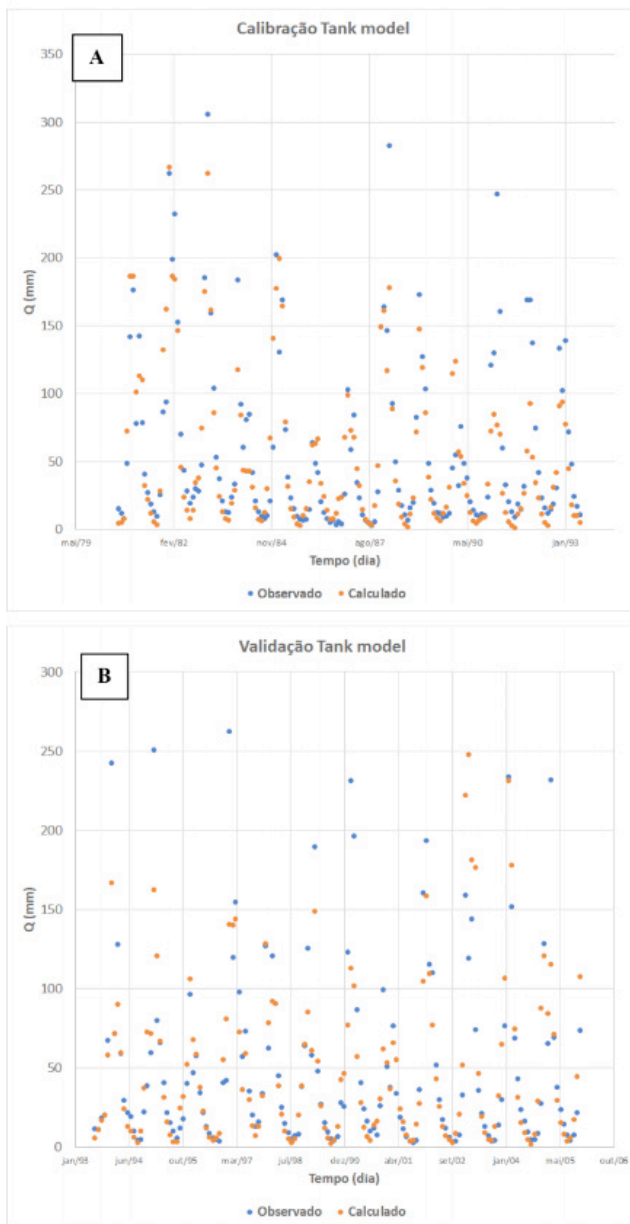 Calibração Tank model
A
350
300
250
200
150
100
50
0
Q (mm)
mai/79 fev/82 nov/84 ago/87 mai/90 jan/93
Tempo (dia)
Observado Calculado
Validação Tank model
B
300
250
200
150
100
50
0
Q (mm)
jan/93 jun/94 out/95 mar/97 jul/98 dez/99 abr/01 set/02 jan/04 mai/05 out/06
Tempo (dia)
Observado Calculado